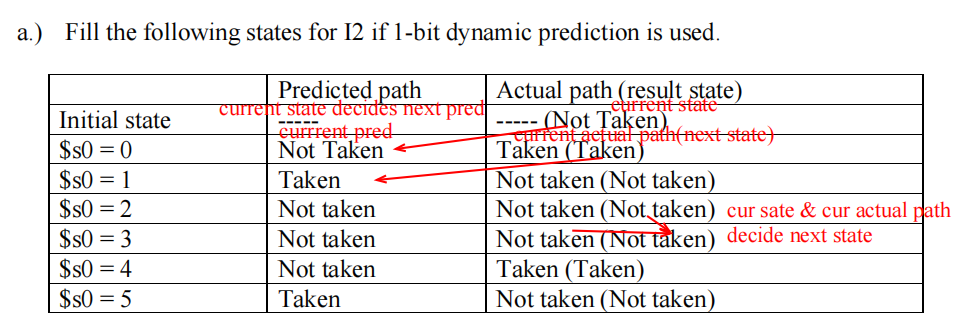 a.) Fill the following states for I2 if 1-bit dynamic prediction is used.
Predicted path Actual path (result state)
current state decides next pred current state
Initial state ----- ----- (Not Taken)
currrent pred current actual path(next state)
$s0 = 0 Not Taken Taken (Taken)
$s0 = 1 Taken Not taken (Not taken)
$s0 = 2 Not taken Not taken (Not taken) cur sate & cur actual path
$s0 = 3 Not taken Not taken (Not taken) decide next state
$s0 = 4 Not taken Taken (Taken)
$s0 = 5 Taken Not taken (Not taken)